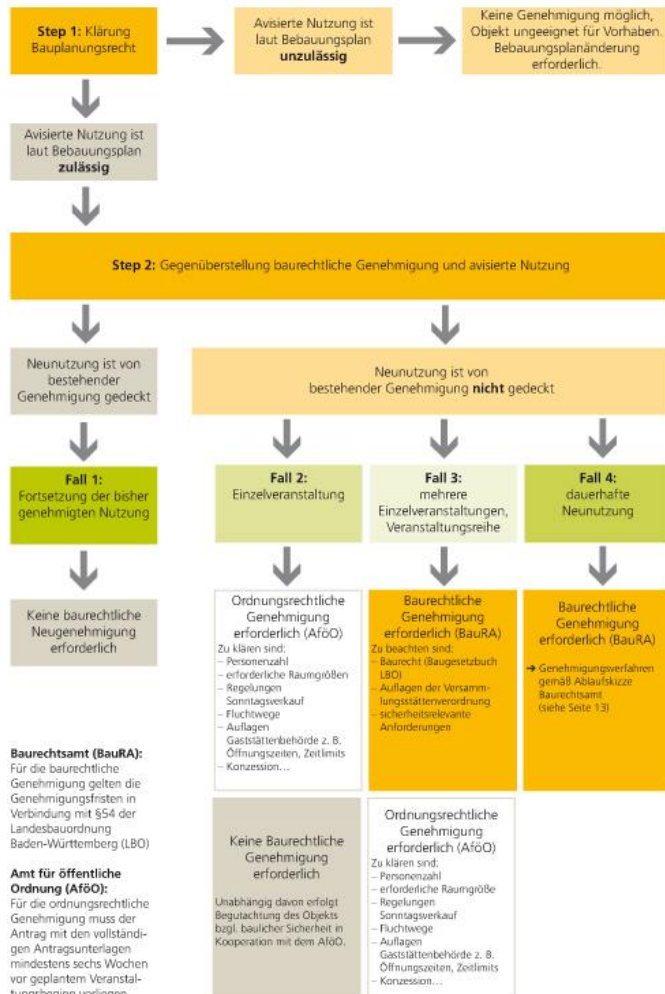 Step 1: Klärung
Bauplanungsrecht
Avisierte Nutzung ist
laut Bebauungsplan
unzulässig
Keine Genehmigung möglich,
Objekt ungeeignet für Vorhaben.
Bebauungsplanänderung
erforderlich.
Avisierte Nutzung ist
laut Bebauungsplan
zulässig
Step 2: Gegenüberstellung baurechtliche Genehmigung und avisierte Nutzung
Neunutzung ist von
bestehender
Genehmigung gedeckt
Neunutzung ist von
bestehender Genehmigung nicht gedeckt
Fall 1:
Fortsetzung der bisher
genehmigten Nutzung
Fall 2:
Einzelveranstaltung
Fall 3:
mehrere
Einzelveranstaltungen,
Veranstaltungsreihe
Fall 4:
dauerhafte
Neunutzung
Keine baurechtliche
Neugenehmigung
erforderlich
Ordnungsrechtliche
Genehmigung
erforderlich (AföO)
Zu klären sind:
– Personenzahl
– erforderliche Raumgrößen
– Regelungen
Sonntagsverkauf
– Fluchtwege
– Auflagen
Gaststättenbehörde z. B.
Öffnungszeiten, Zeitlimits
– Konzession…
Baurechtliche
Genehmigung
erforderlich (BauRA)
Zu beachten sind:
– Baurecht (Baugesetzbuch
LBO)
– Auflagen der Versamm-
lungsstättenverordnung
– sicherheitsrelevante
Anforderungen
Baurechtliche
Genehmigung
erforderlich (BauRA)
➔ Genehmigungsverfahren
gemäß Ablaufskizze
Baurechtsamt
(siehe Seite 13)
Baurechtsamt (BauRA):
Für die baurechtliche
Genehmigung gelten die
Genehmigungsfristen in
Verbindung mit §54 der
Landesbauordnung
Baden-Württemberg (LBO)
Amt für öffentliche
Ordnung (AföO):
Für die ordnungsrechtliche
Genehmigung muss der
Antrag mit den vollständi-
gen Antragsunterlagen
mindestens sechs Wochen
vor geplantem Veranstal-
tungsbeginn vorliegen
Keine Baurechtliche
Genehmigung
erforderlich
Unabhängig davon erfolgt
Begutachtung des Objekts
bzgl. baulicher Sicherheit in
Kooperation mit dem AföO.
Ordnungsrechtliche
Genehmigung
erforderlich (AföO)
Zu klären sind:
– Personenzahl
– erforderliche Raumgröße
– Regelungen
Sonntagsverkauf
– Fluchtwege
– Auflagen
Gaststättenbehörde z. B.
Öffnungszeiten, Zeitlimits
– Konzession…